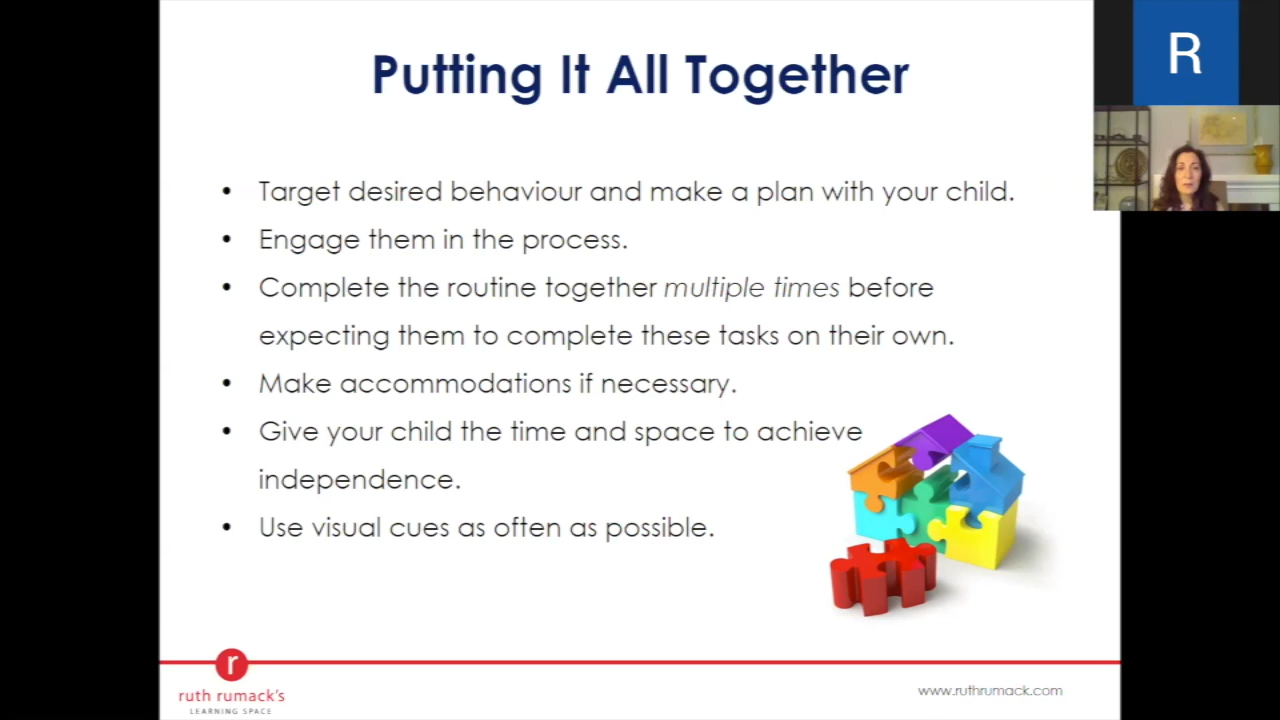 Putting It All Together
R
• Target desired behaviour and make a plan with your child.
• Engage them in the process.
• Complete the routine together multiple times before
expecting them to complete these tasks on their own.
• Make accommodations if necessary.
• Give your child the time and space to achieve
independence.
• Use visual cues as often as possible.
r
ruth rumack's
LEARNING SPACE
www.ruthrumack.com